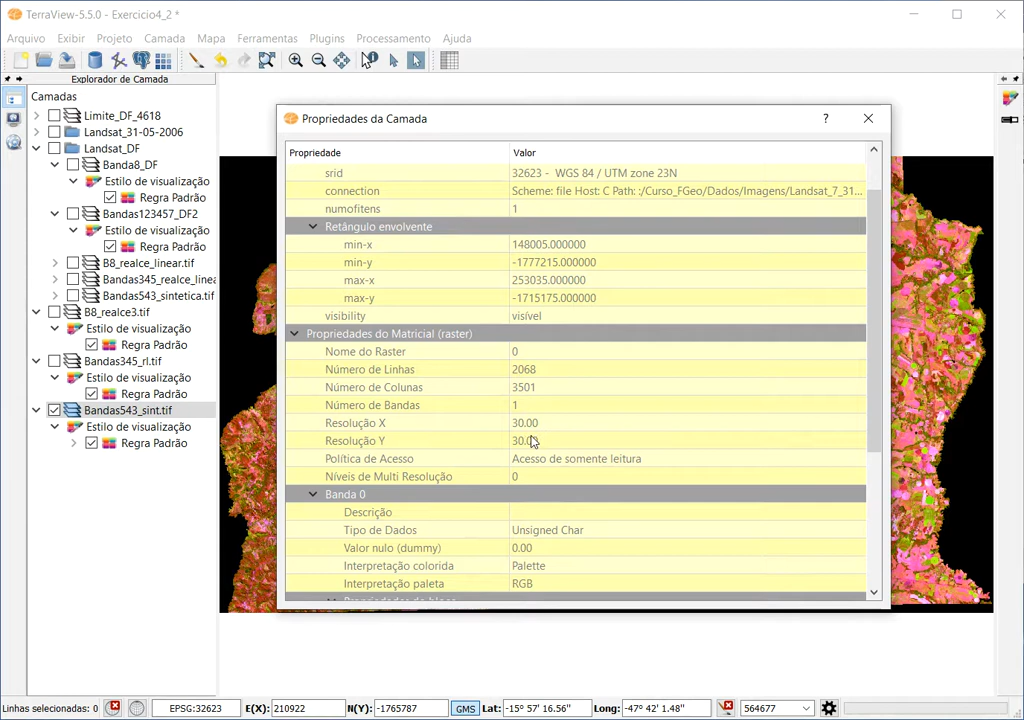 TerraView-5.5.0 - Exercicio4_2 *
Arquivo Exibir Projeto Camada Mapa Ferramentas Plugins Processamento Ajuda
Explorador de Camada
Camadas
Limite_DF_4618
Landsat_31-05-2006
Landsat_DF
Banda8_DF
Estilo de visualização
Regra Padrão
Bandas123457_DF2
Estilo de visualização
Regra Padrão
B8_realce_linear.tif
Bandas345_realce_linea
Bandas543_sintetica.tif
B8_realce3.tif
Estilo de visualização
Regra Padrão
Bandas345_rl.tif
Estilo de visualização
Regra Padrão
Bandas543_sint.tif
Estilo de visualização
Regra Padrão
Propriedades da Camada ?
Propriedade Valor
srid 32623 - WGS 84 / UTM zone 23N
connection Scheme: file Host: C Path: :/Curso_FGeo/Dados/Imagens/Landsat_7_31...
numofitens 1
Retângulo envolvente
min-x 148005.000000
min-y -1777215.000000
max-x 253035.000000
max-y -1715175.000000
visibility visível
Propriedades do Matricial (raster)
Nome do Raster 0
Número de Linhas 2068
Número de Colunas 3501
Número de Bandas 1
Resolução X 30.00
Resolução Y 30.00
Política de Acesso Acesso de somente leitura
Níveis de Multi Resolução 0
Banda 0
Descrição
Tipo de Dados Unsigned Char
Valor nulo (dummy) 0.00
Interpretação colorida Palette
Interpretação paleta RGB
Linhas selecionadas: 0 EPSG:32623 E(X): 210922 N(Y): -1765787 GMS Lat: -15° 57' 16.56" Long: -47° 42' 1.48" 564677